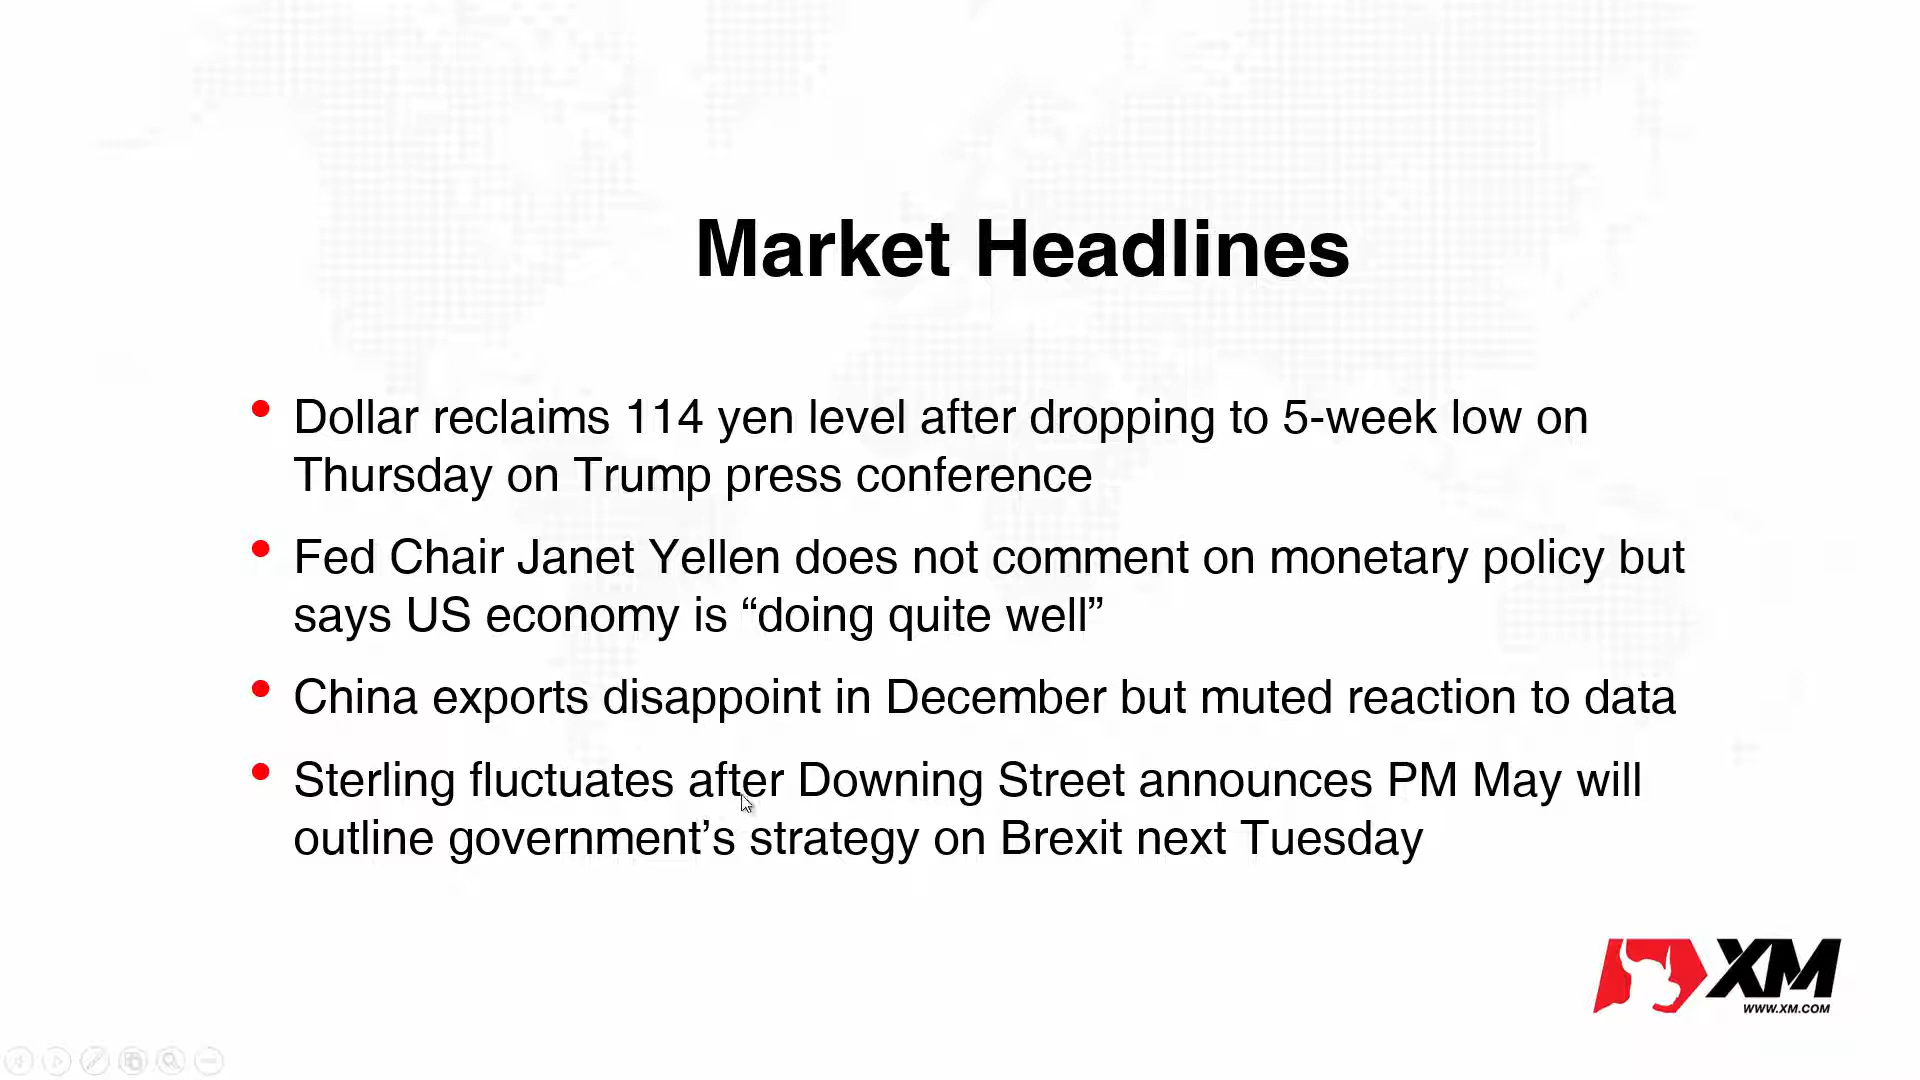 Market Headlines
• Dollar reclaims 114 yen level after dropping to 5-week low on
Thursday on Trump press conference
• Fed Chair Janet Yellen does not comment on monetary policy but
says US economy is “doing quite well”
• China exports disappoint in December but muted reaction to data
• Sterling fluctuates after Downing Street announces PM May will
outline government’s strategy on Brexit next Tuesday
XM
WWW.XM.COM